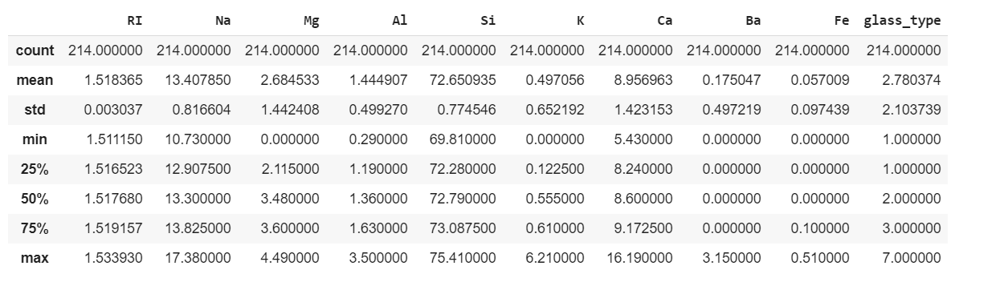 RI Na Mg Al Si K Ca Ba Fe glass_type
count 214.000000 214.000000 214.000000 214.000000 214.000000 214.000000 214.000000 214.000000 214.000000 214.000000
mean 1.518365 13.407850 2.684533 1.444907 72.650935 0.497056 8.956963 0.175047 0.057009 2.780374
std 0.003037 0.816604 1.442408 0.499270 0.774546 0.652192 1.423153 0.497219 0.097439 2.103739
min 1.511150 10.730000 0.000000 0.290000 69.810000 0.000000 5.430000 0.000000 0.000000 1.000000
25% 1.516523 12.907500 2.115000 1.190000 72.280000 0.122500 8.240000 0.000000 0.000000 1.000000
50% 1.517680 13.300000 3.480000 1.360000 72.790000 0.555000 8.600000 0.000000 0.000000 2.000000
75% 1.519157 13.825000 3.600000 1.630000 73.087500 0.610000 9.172500 0.000000 0.100000 3.000000
max 1.533930 17.380000 4.490000 3.500000 75.410000 6.210000 16.190000 3.150000 0.510000 7.000000